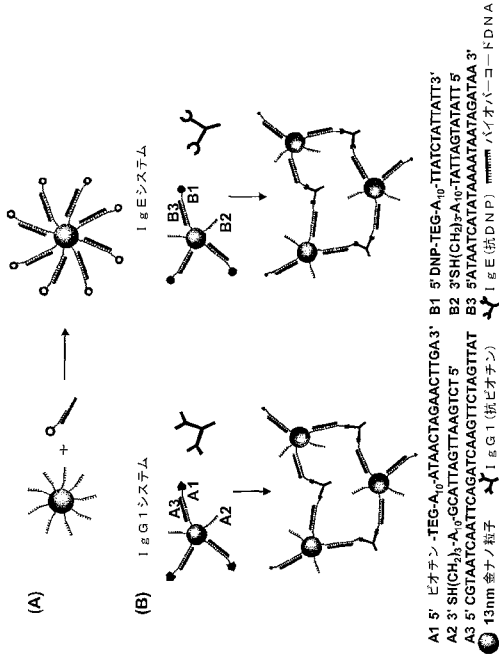 (A)
+
(B)
IgG1システム
IgEシステム
A3
A1
A2
B3
B1
B2
A1 5' ビオチン-TEG-A10-ATAACTAGAACTTGA 3'
A2 3' SH(CH2)3-A10-GCATTAGTTAAGTCT 5'
A3 5' CGTAATCAATTCAGATCAAGTTCTAGTTAT
B1 5' DNP-TEG-A10-TTATCTATTATT3'
B2 3'SH(CH2)3-A10-TATTAGTATATT 5'
B3 5'ATAATCATATAAAATAATAGATAA 3'
13nm 金ナノ粒子
IgG1(抗ビオチン)
IgE(抗DNP)
バイオバーコードDNA